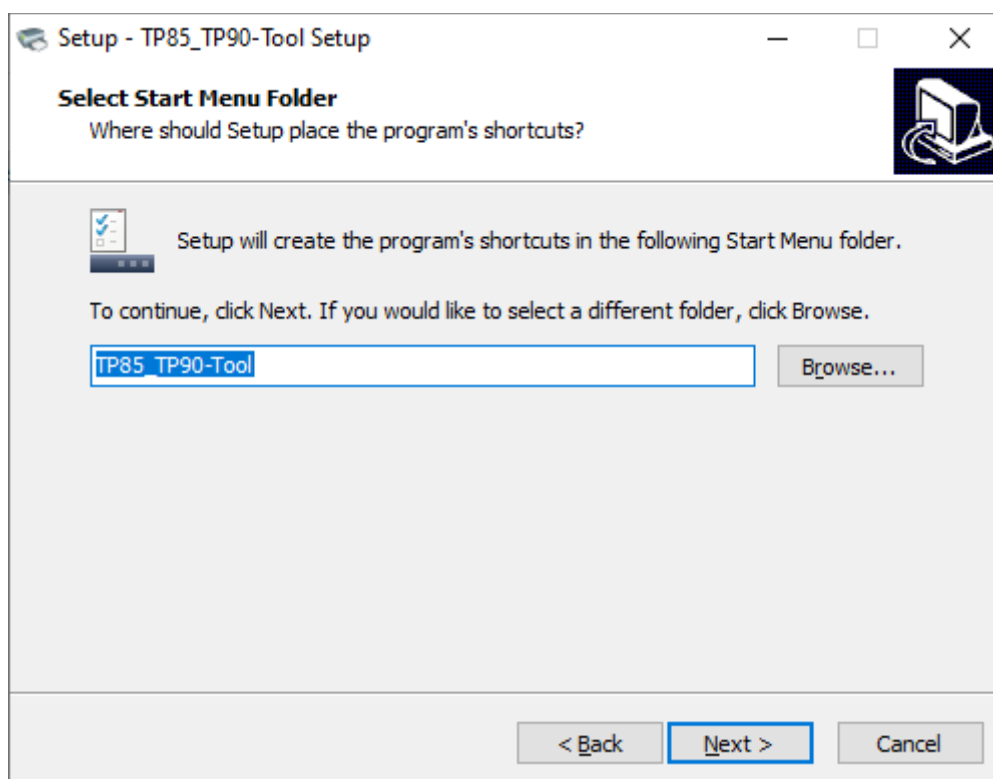 Setup - TP85_TP90-Tool Setup
Select Start Menu Folder
Where should Setup place the program's shortcuts?
Setup will create the program's shortcuts in the following Start Menu folder.
To continue, click Next. If you would like to select a different folder, click Browse.
TP85_TP90-Tool
Browse...
< Back
Next >
Cancel